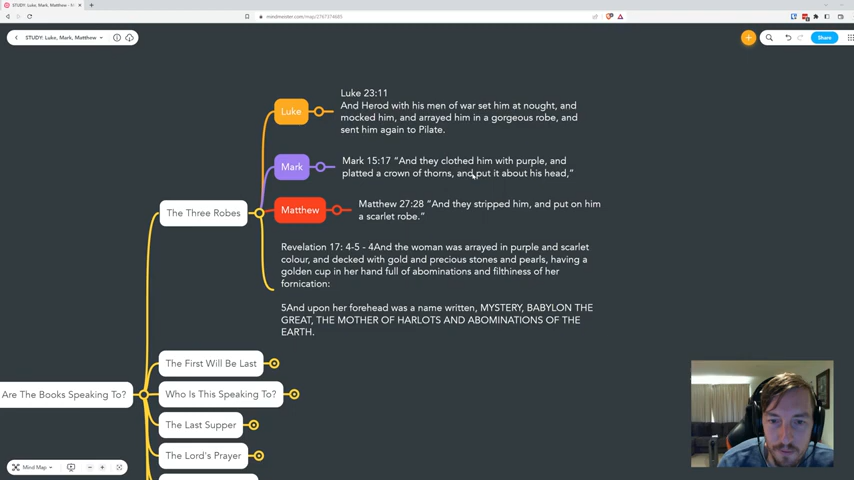 STUDY: Luke, Mark, Matthew - M
mindmeister.com/map/2767374685
STUDY: Luke, Mark, Matthew
Share
Luke
Luke 23:11
And Herod with his men of war set him at nought, and
mocked him, and arrayed him in a gorgeous robe, and
sent him again to Pilate.
Mark
Mark 15:17 “And they clothed him with purple, and
platted a crown of thorns, and put it about his head,”
The Three Robes
Matthew
Matthew 27:28 “And they stripped him, and put on him
a scarlet robe.”
Revelation 17: 4-5 - 4And the woman was arrayed in purple and scarlet
colour, and decked with gold and precious stones and pearls, having a
golden cup in her hand full of abominations and filthiness of her
fornication:
5And upon her forehead was a name written, MYSTERY, BABYLON THE
GREAT, THE MOTHER OF HARLOTS AND ABOMINATIONS OF THE
EARTH.
The First Will Be Last
Are The Books Speaking To?
Who Is This Speaking To?
The Last Supper
The Lord's Prayer
Mind Map